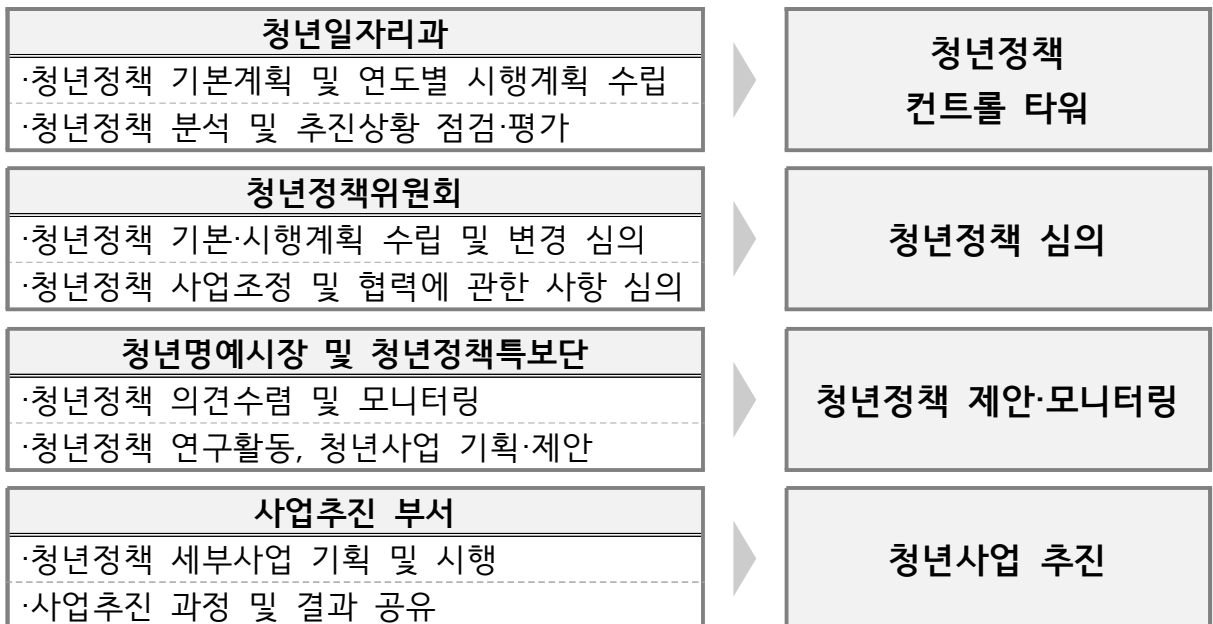 청년일자리과
·청년정책 기본계획 및 연도별 시행계획 수립
·청년정책 분석 및 추진상황 점검·평가
청년정책
컨트롤 타워
청년정책위원회
·청년정책 기본·시행계획 수립 및 변경 심의
·청년정책 사업조정 및 협력에 관한 사항 심의
청년정책 심의
청년명예시장 및 청년정책특보단
·청년정책 의견수렴 및 모니터링
·청년정책 연구활동, 청년사업 기획·제안
청년정책 제안·모니터링
사업추진 부서
·청년정책 세부사업 기획 및 시행
·사업추진 과정 및 결과 공유
청년사업 추진